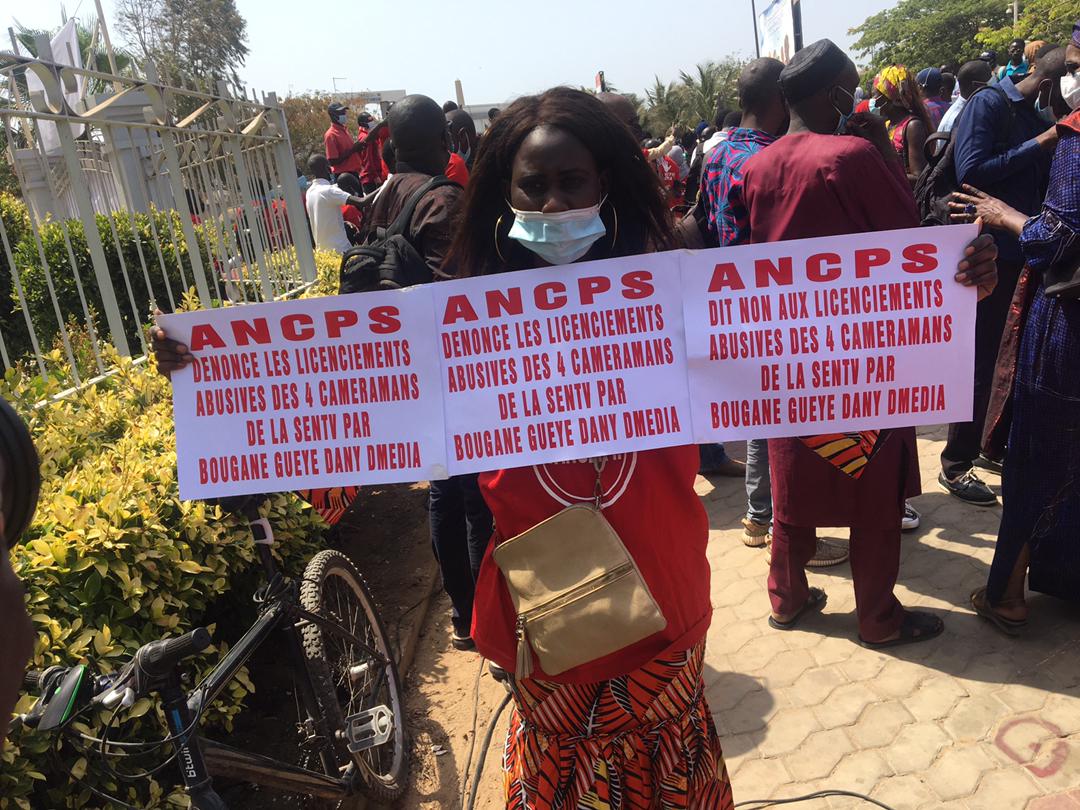 ANCPS
DENONCE LES LICENCIEMENTS
ABUSIVES DES 4 CAMERAMANS
DE LA SENTV PAR
BOUGANE GUEYE DANY DMEDIA
ANCPS
DENONCE LES LICENCIEMENTS
ABUSIVES DES 4 CAMERAMANS
DE LA SENTV PAR
BOUGANE GUEYE DANY DMEDIA
ANCPS
DIT NON AUX LICENCIEMENTS
ABUSIVES DES 4 CAMERAMANS
DE LA SENTV PAR
BOUGANE GUEYE DANY DMEDIA
btwin